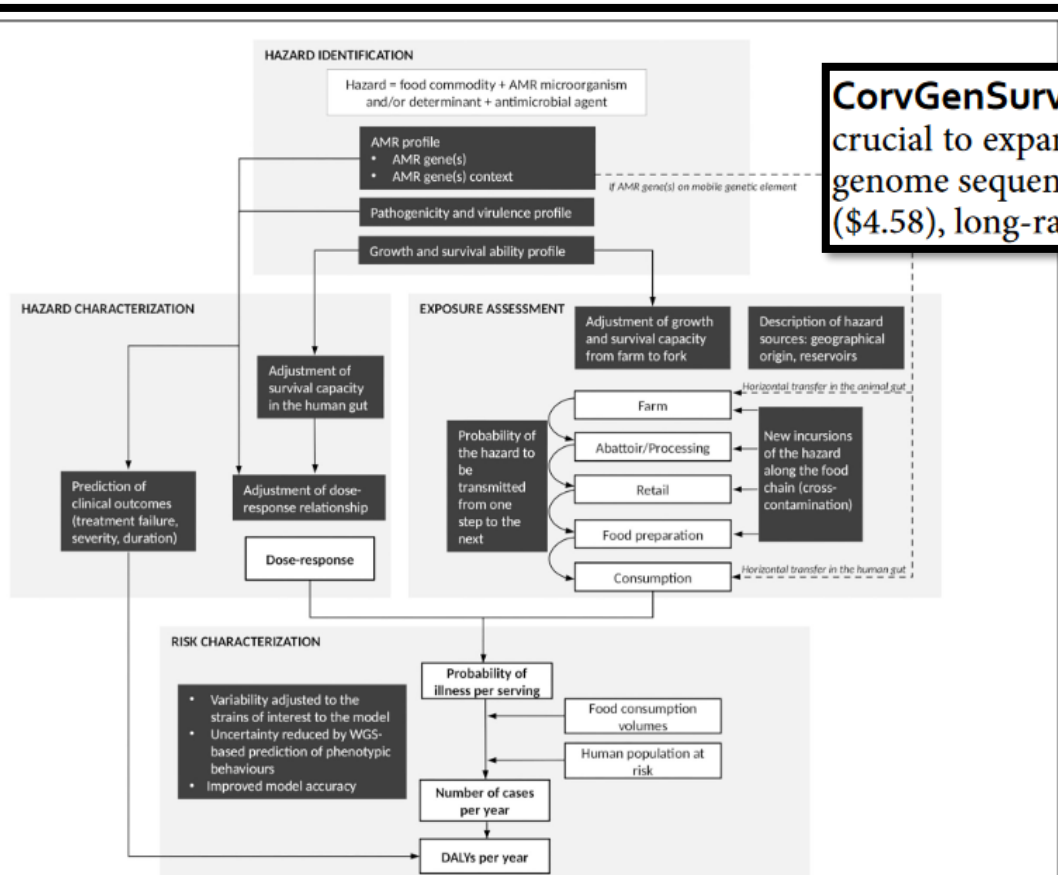 HAZARD IDENTIFICATION
Hazard = food commodity + AMR microorganism
and/or determinant + antimicrobial agent
AMR profile
• AMR gene(s)
• AMR gene(s) context
If AMR gene(s) on mobile genetic element
Pathogenicity and virulence profile
Growth and survival ability profile
CorvGenSurv
crucial to expan
genome sequen
($4.58), long-ra
HAZARD CHARACTERIZATION
Adjustment of
survival capacity
in the human gut
Prediction of
clinical outcomes
(treatment failure,
severity, duration)
Adjustment of dose-
response relationship
Dose-response
EXPOSURE ASSESSMENT
Adjustment of growth
and survival capacity
from farm to fork
Description of hazard
sources: geographical
origin, reservoirs
Horizontal transfer in the animal gut
Probability of
the hazard to
be
transmitted
from one
step to the
next
Farm
Abattoir/Processing
Retail
Food preparation
Consumption
New incursions
of the hazard
along the food
chain (cross-
contamination)
Horizontal transfer in the human gut
RISK CHARACTERIZATION
• Variability adjusted to the
strains of interest to the model
• Uncertainty reduced by WGS-
based prediction of phenotypic
behaviours
• Improved model accuracy
Probability of
illness per serving
Food consumption
volumes
Human population at
risk
Number of cases
per year
DALYs per year